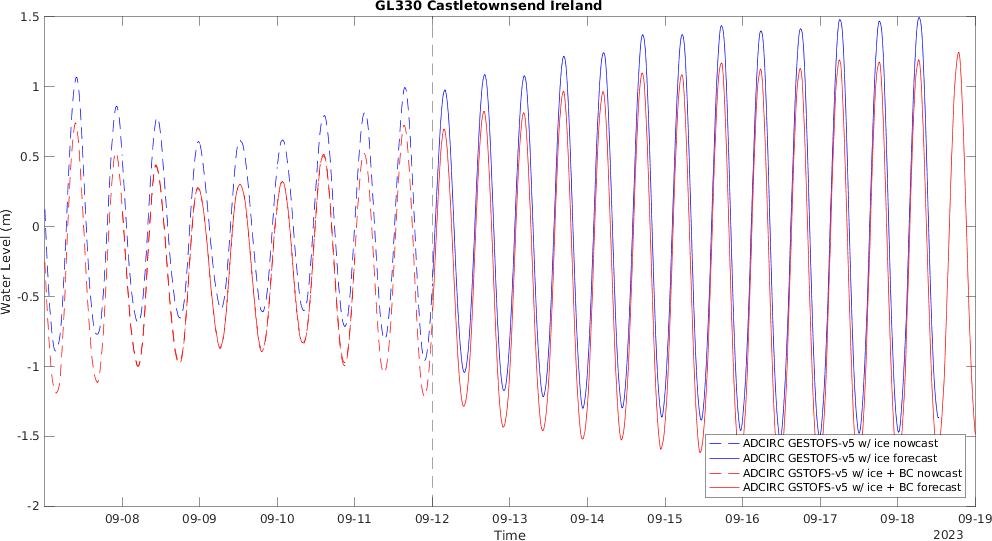 GL330 Castletownsend Ireland
1.5
1
0.5
0
-0.5
-1
-1.5
-2
Water Level (m)
ADCIRC GESTOFS-v5 w/ ice nowcast
ADCIRC GESTOFS-v5 w/ ice forecast
ADCIRC GSTOFS-v5 w/ ice + BC nowcast
ADCIRC GSTOFS-v5 w/ ice + BC forecast
09-08 09-09 09-10 09-11 09-12 09-13 09-14 09-15 09-16 09-17 09-18 09-19
Time
2023